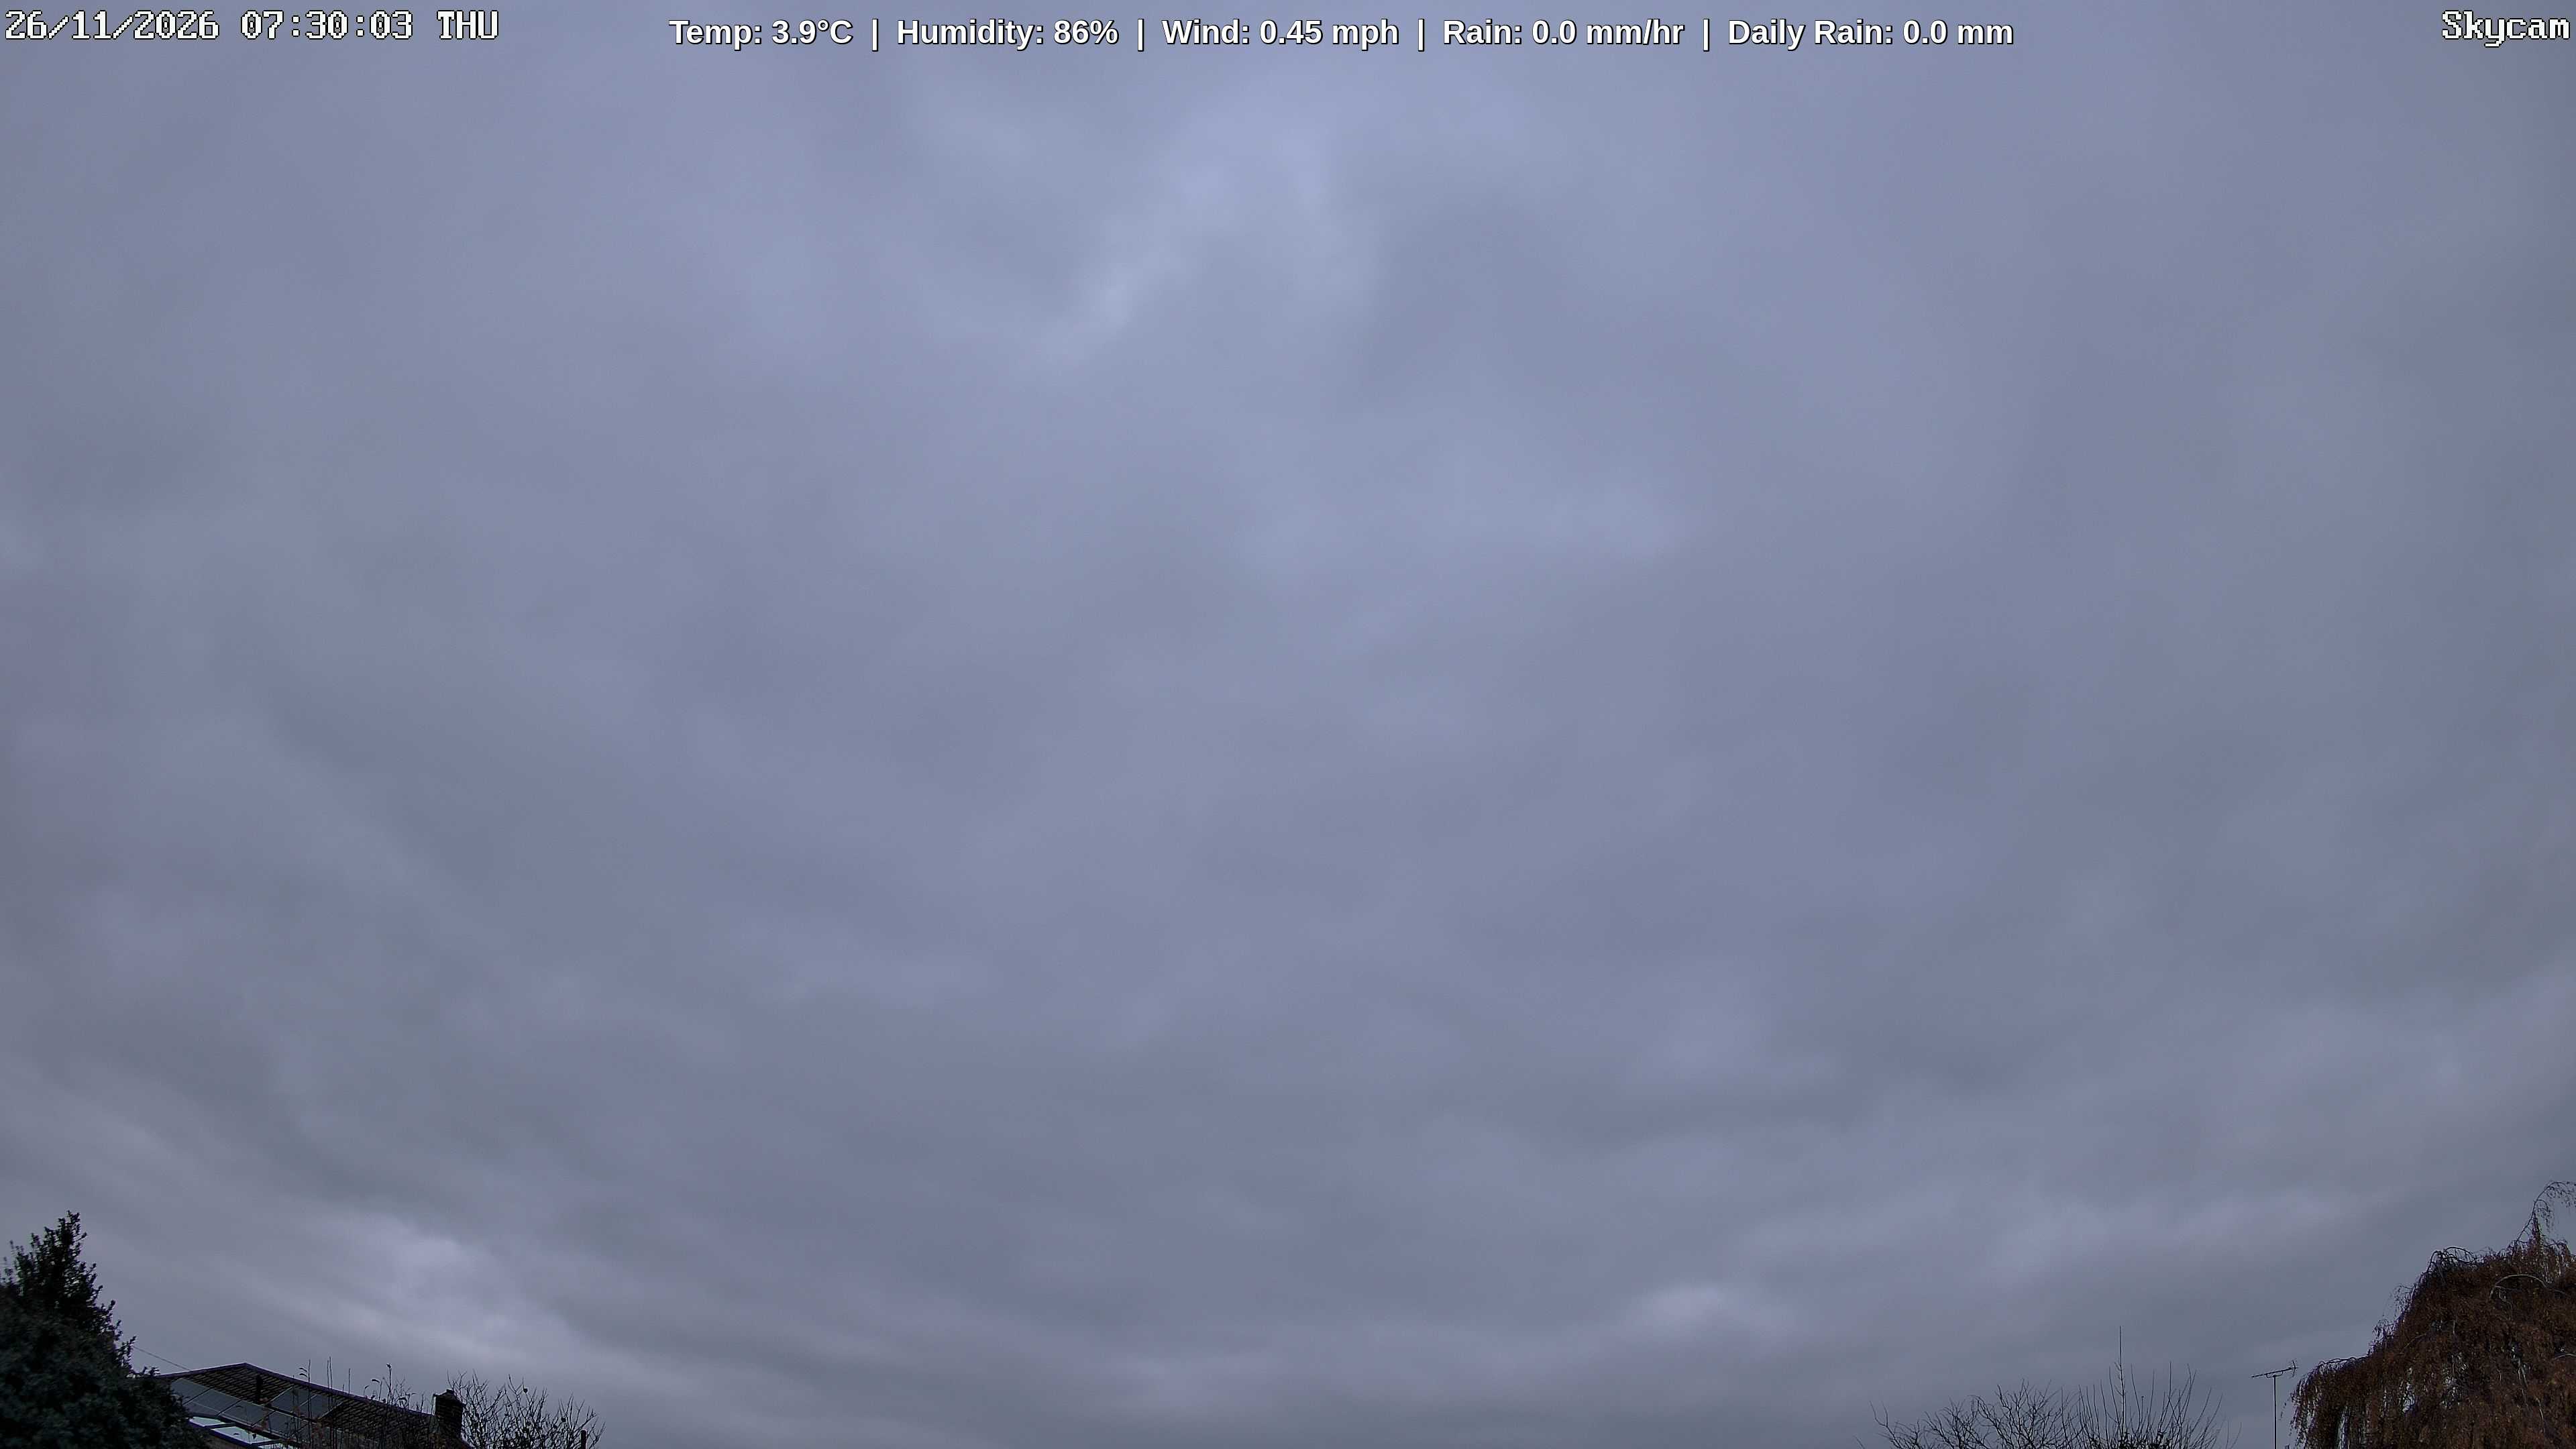 26/11/2026 07:30:03 THU
Temp: 3.9°C | Humidity: 86% | Wind: 0.45 mph | Rain: 0.0 mm/hr | Daily Rain: 0.0 mm
Skycam